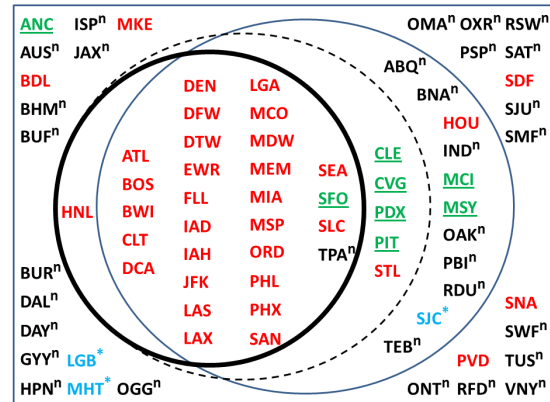 ANC ISPⁿ MKE OMAⁿ OXRⁿ RSWⁿ
AUSⁿ JAXⁿ PSPⁿ SATⁿ
BDL ABQⁿ SDF
BHMⁿ BNAⁿ SJUⁿ
BUFⁿ HOU SMFⁿ
DEN LGA
DFW MCO
DTW MDW
EWR MEM
FLL MIA
IAD MSP
IAH ORD
JFK PHL
LAS PHX
LAX SAN
ATL
BOS
BWI
CLT
DCA
HNL
SEA
SFO
SLC
TPAⁿ
CLE
CVG
PDX
PIT
STL
INDⁿ
MCI
MSY
OAKⁿ
PBIⁿ
RDUⁿ
SJC*
TEBⁿ
BURⁿ
DALⁿ
DAYⁿ
GYYⁿ LGB*
HPNⁿ MHT* OGGⁿ
SNA
SWFⁿ
PVD TUSⁿ
ONTⁿ RFDⁿ VNYⁿ